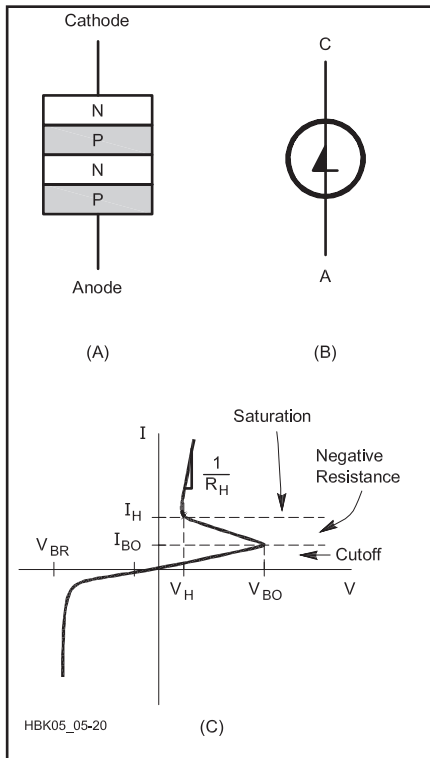 Cathode
N
P
N
P
Anode
(A)
C
A
(B)
Saturation
I
1
R_H
Negative
Resistance
I_H
I_BO
Cutoff
V_BR
V_H
V_BO
V
HBK05_05-20
(C)